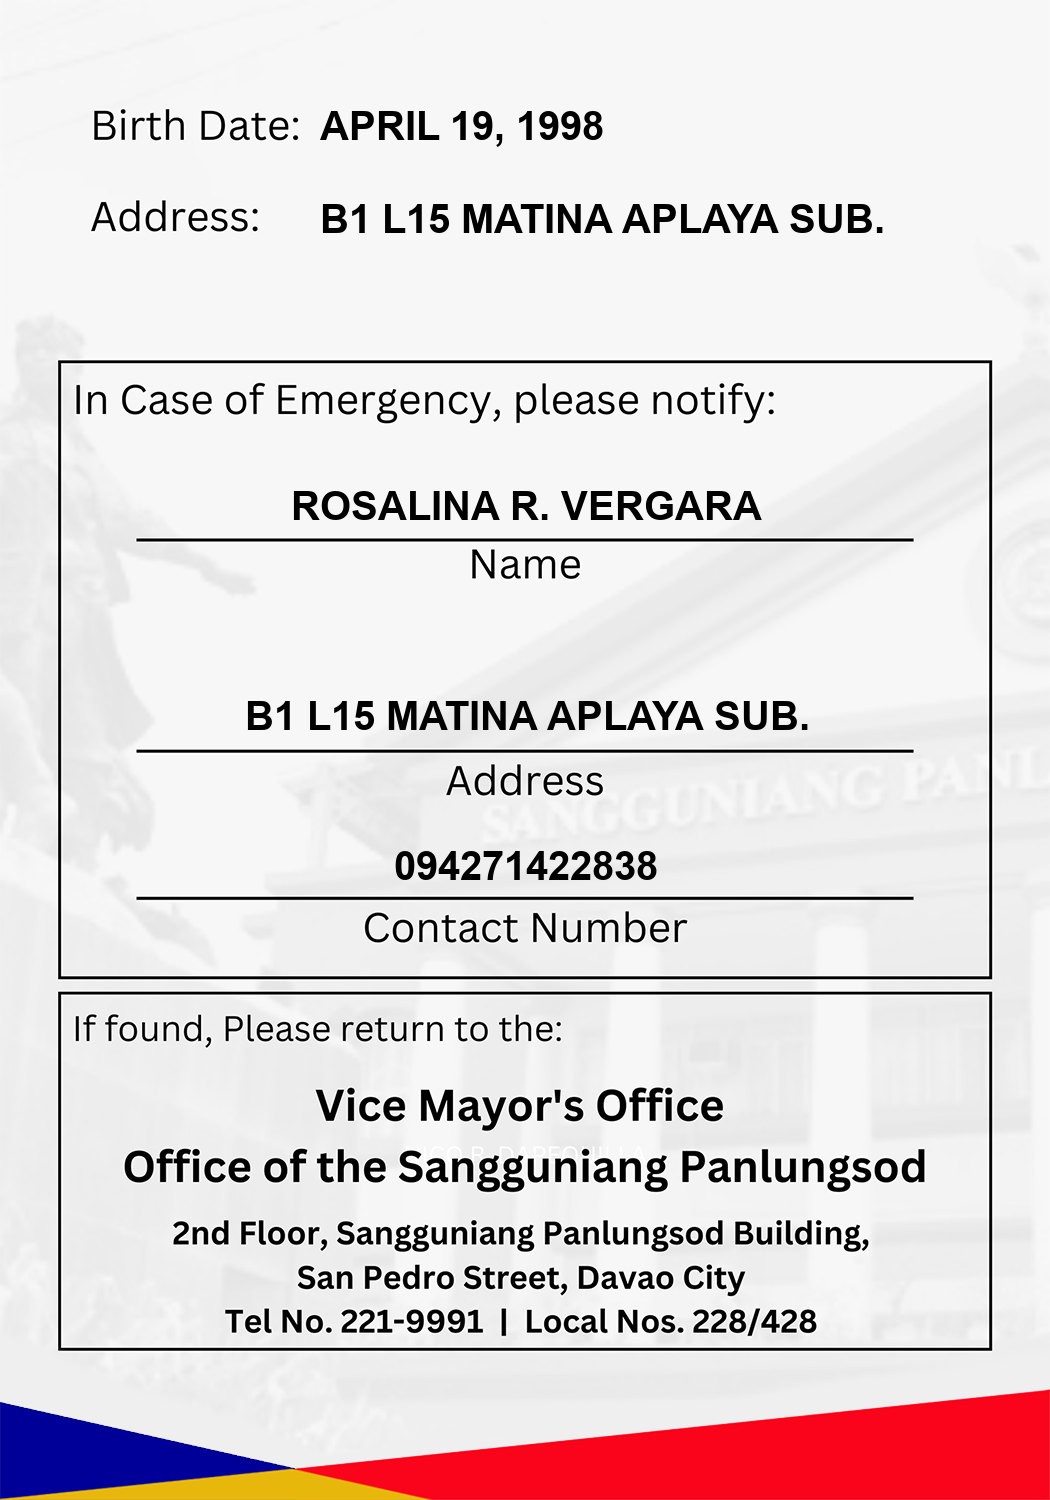 Birth Date: APRIL 19, 1998
Address: B1 L15 MATINA APLAYA SUB.
In Case of Emergency, please notify:
ROSALINA R. VERGARA
Name
B1 L15 MATINA APLAYA SUB.
Address
SANGGUNIANG PANL
094271422838
Contact Number
If found, Please return to the:
Vice Mayor's Office
Office of the Sangguniang Panlungsod
2nd Floor, Sangguniang Panlungsod Building,
San Pedro Street, Davao City
Tel No. 221-9991 | Local Nos. 228/428